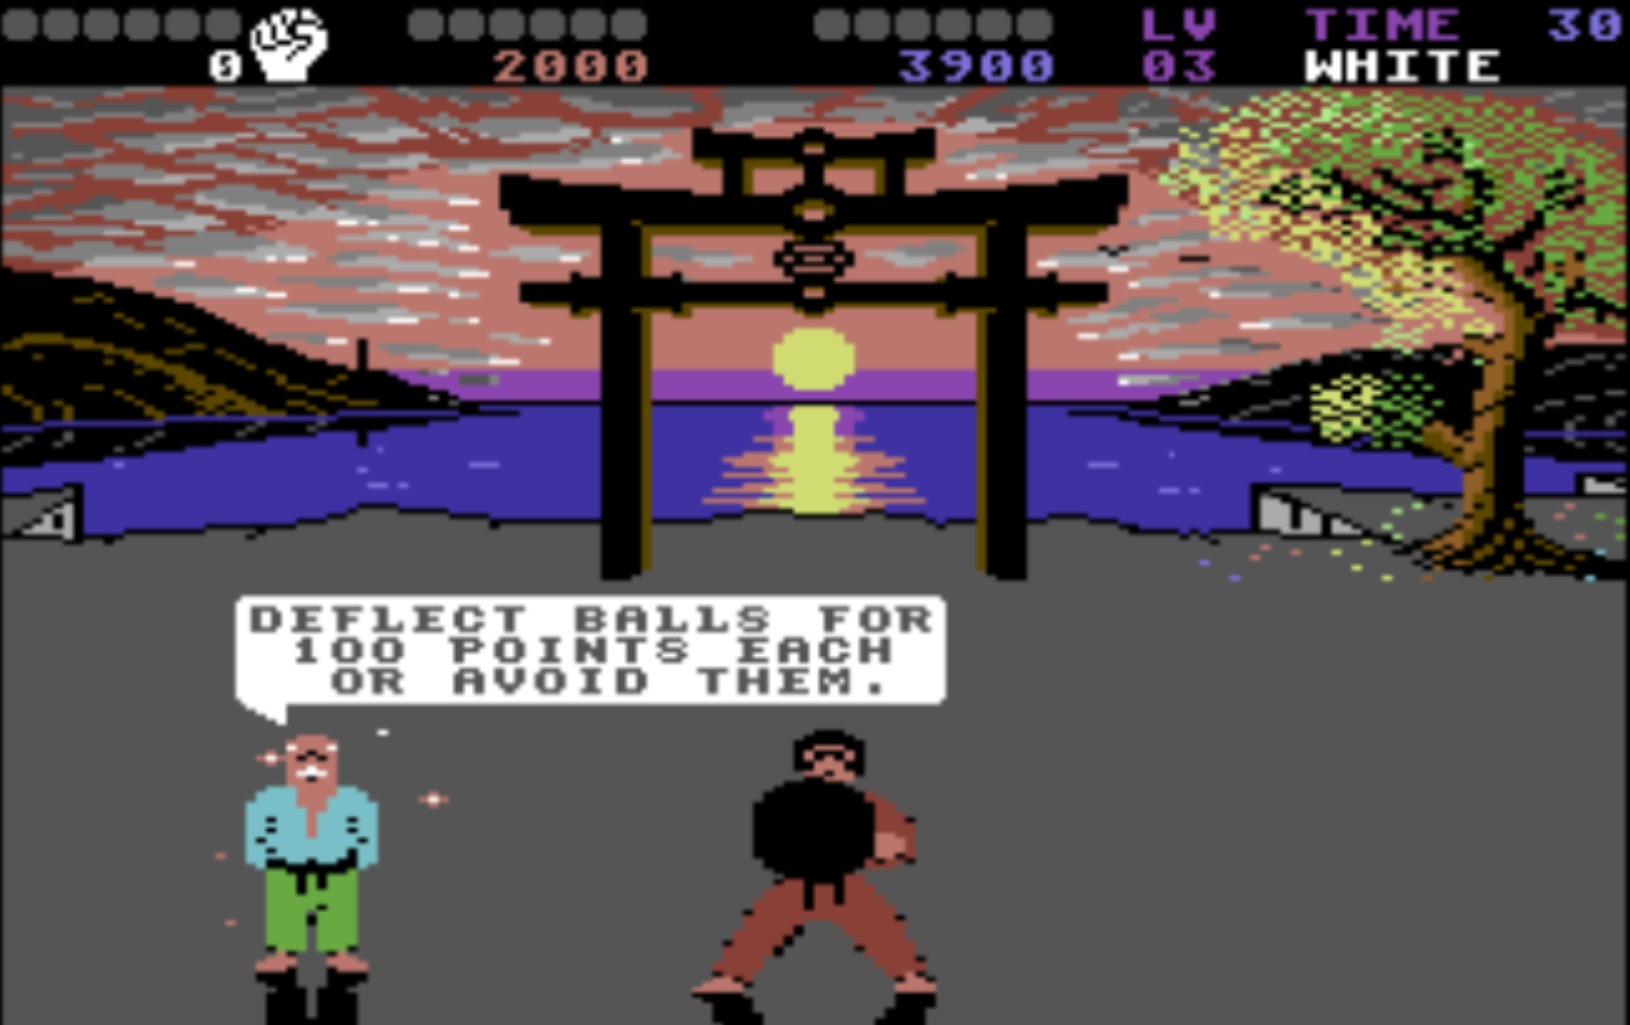 LV TIME 30
0 2000 3900 03 WHITE
DEFLECT BALLS FOR
100 POINTS EACH
OR AVOID THEM.